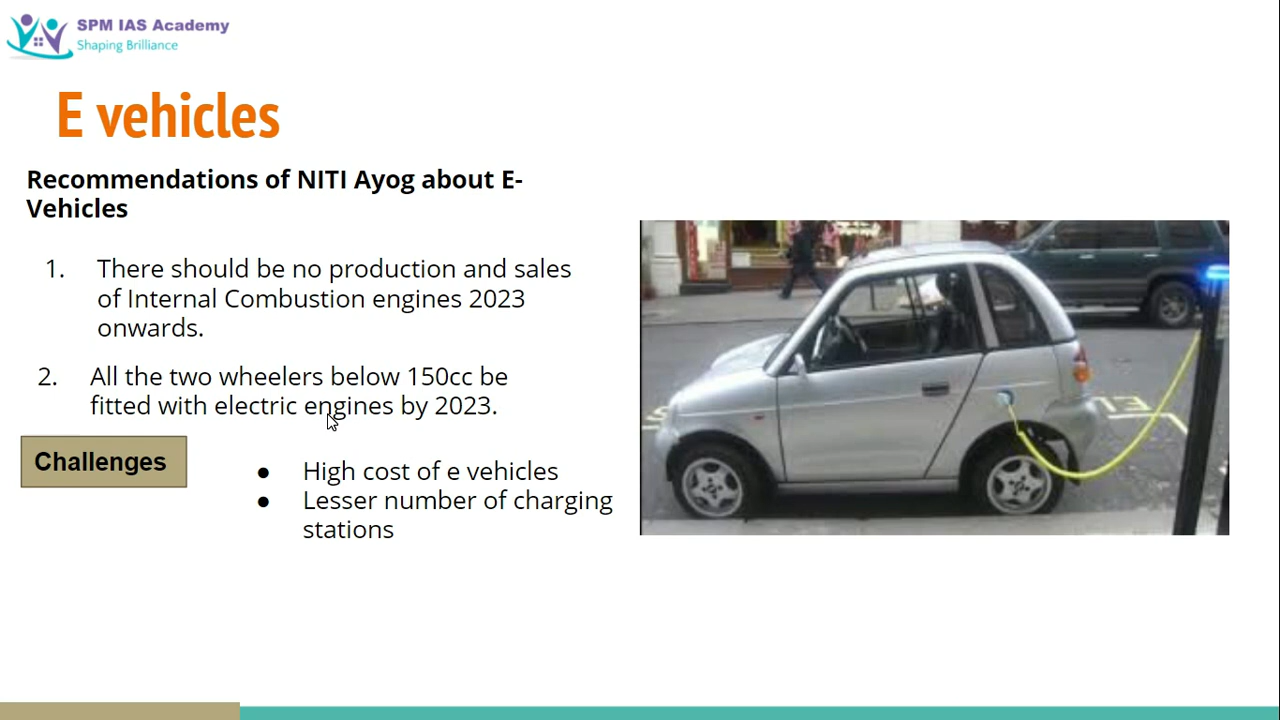 SPM IAS Academy
Shaping Brilliance
E vehicles
Recommendations of NITI Ayog about E-
Vehicles
1. There should be no production and sales
of Internal Combustion engines 2023
onwards.
2. All the two wheelers below 150cc be
fitted with electric engines by 2023.
Challenges
● High cost of e vehicles
● Lesser number of charging
stations